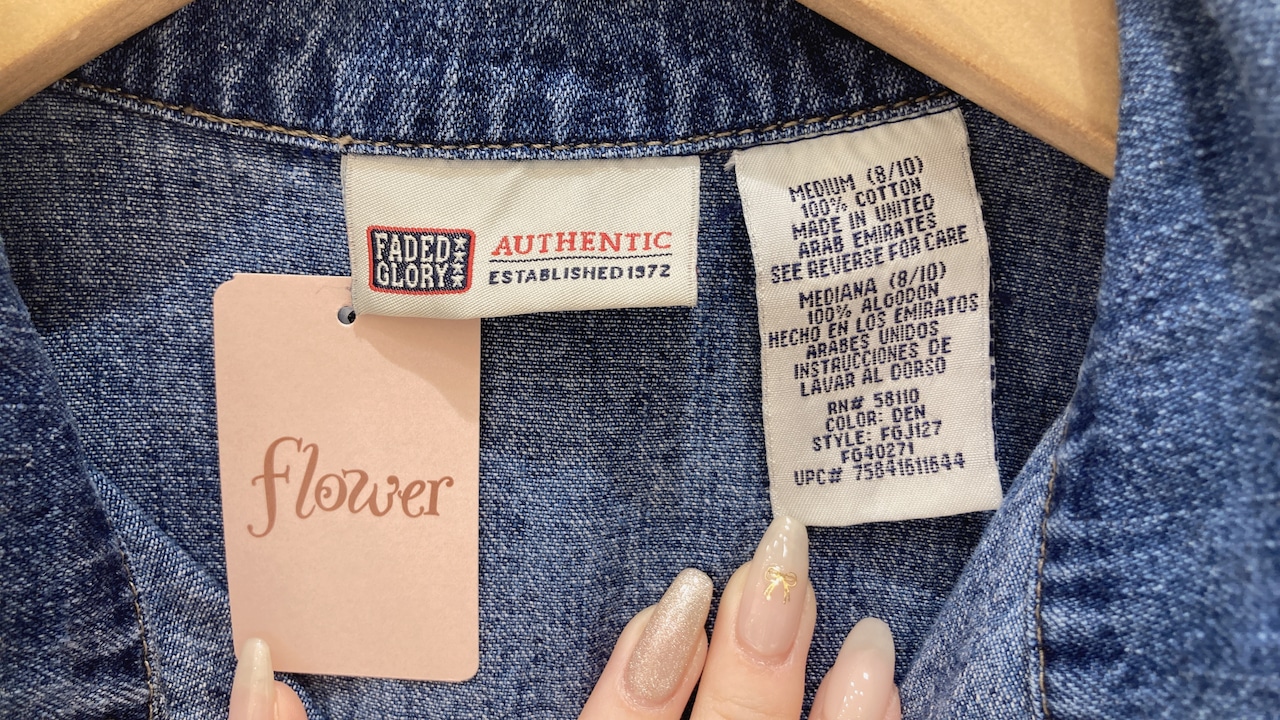 FADED
GLORY
AUTHENTIC
ESTABLISHED 1972
flower
MEDIUM (8/10)
100% COTTON
MADE IN UNITED
ARAB EMIRATES
SEE REVERSE FOR CARE
MEDIANA (8/10)
100% ALGODON
HECHO EN LOS EMIRATOS
ARABES UNIDOS
INSTRUCCIONES DE
LAVAR AL DORSO
RN# 58110
COLOR: DEN
STYLE: FGJ127
FG40271
UPC# 75841611644